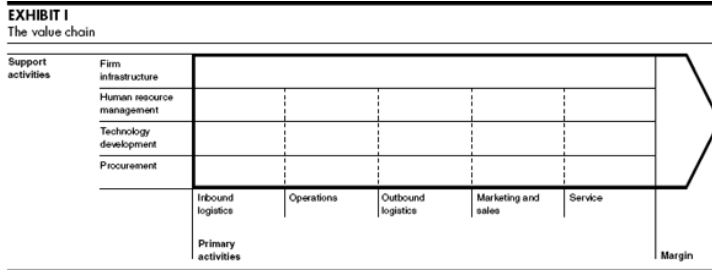 EXHIBIT I
The value chain
Support
activities
Firm
infrastructure
Human resource
management
Technology
development
Procurement
Inbound
logistics
Operations
Outbound
logistics
Marketing and
sales
Service
Primary
activities
Margin